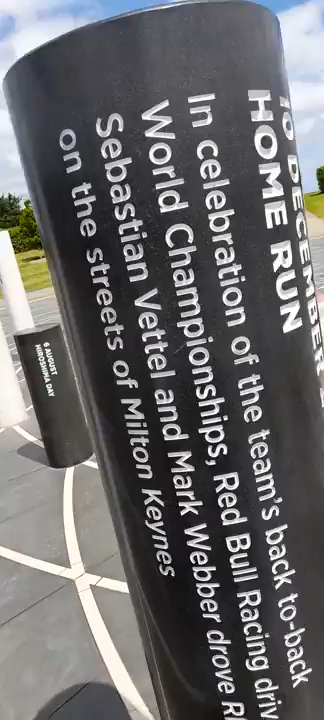 10 DECEMBER
HOME RUN
In celebration of the team's back to-back
World Championships, Red Bull Racing
Sebastian Vettel and Mark Webber drove
on the streets of Milton Keynes
6 AUGUST
HIROSHIMA DAY